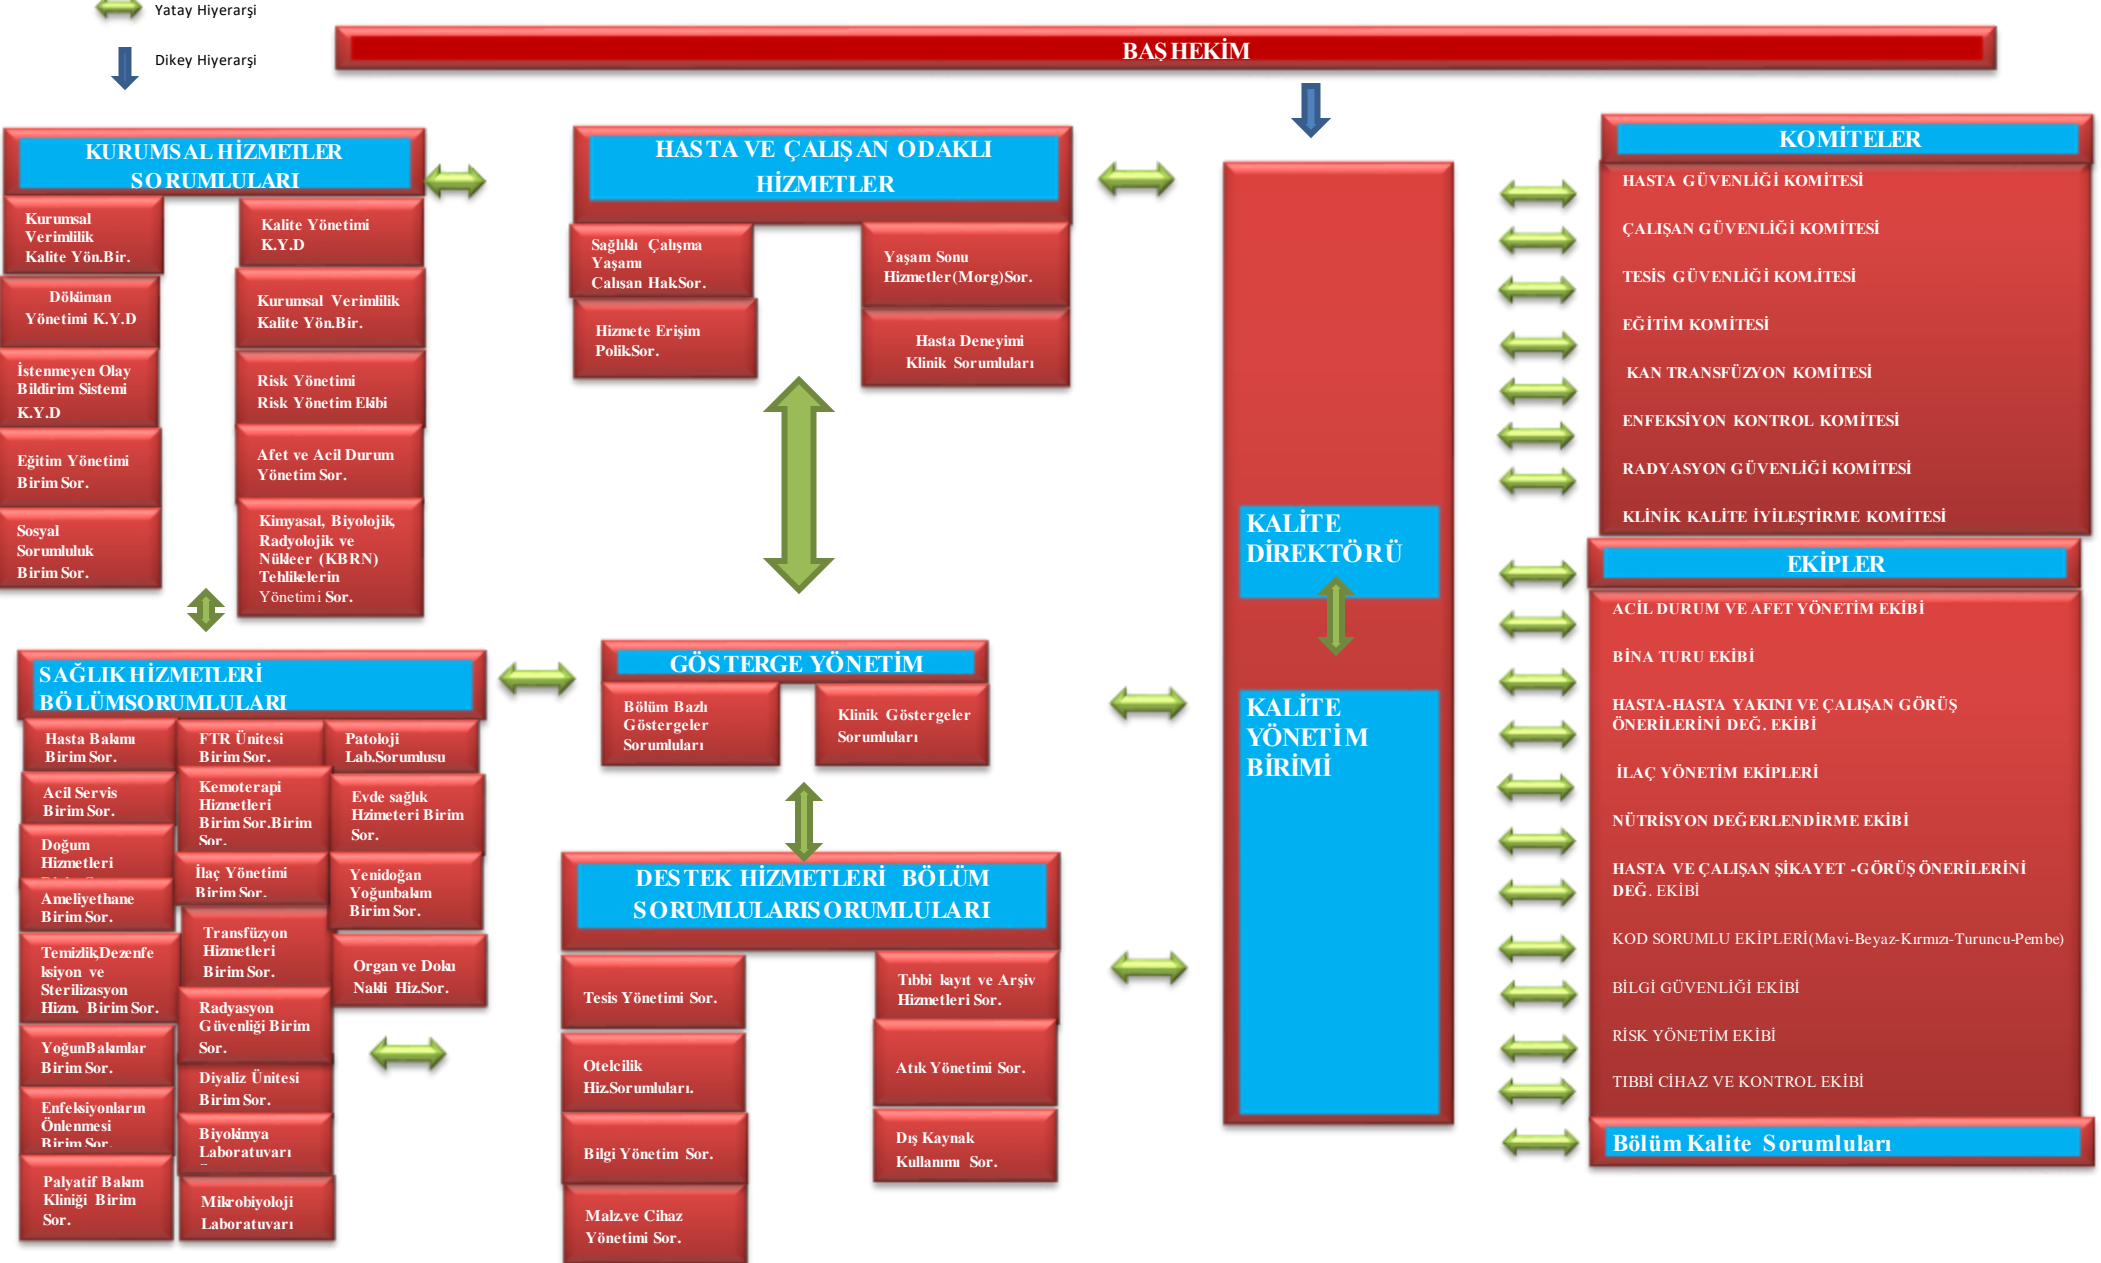 Yatay Hiyerarşi
Dikey Hiyerarşi
BAŞHEKİM
KURUMSAL HİZMETLER
SORUMLULARI
Kurumsal
Verimlilik
Kalite Yön.Bir.
Döküman
Yönetimi K.Y.D
İstenmeyen Olay
Bildirim Sistemi
K.Y.D
Eğitim Yönetimi
Birim Sor.
Sosyal
Sorumluluk
Birim Sor.
Kalite Yönetimi
K.Y.D
Kurumsal Verimlilik
Kalite Yön.Bir.
Risk Yönetimi
Risk Yönetim Ekibi
Afet ve Acil Durum
Yönetim Sor.
Kimyasal, Biyolojik,
Radyolojik ve
Nükleer (KBRN)
Tehlikelerin
Yönetimi Sor.
HASTA VE ÇALIŞAN ODAKLI
HİZMETLER
Sağlıklı Çalışma
Yaşamı
Calısan Hak.Sor.
Hizmete Erişim
Polik.Sor.
Yaşam Sonu
Hizmetler(Morg)Sor.
Hasta Deneyimi
Klinik Sorumluları
SAĞLIK HİZMETLERİ
BÖLÜMSORUMLULARI
Hasta Bakımı
Birim Sor.
Acil Servis
Birim Sor.
Doğum
Hizmetleri
Ameliyethane
Birim Sor.
Temizlik,Dezenfe
ksiyon ve
Sterilizasyon
Hizm. Birim Sor.
YoğunBakımlar
Birim Sor.
Enfeksiyonların
Önlenmesi
Birim Sor.
Palyatif Bakım
Kliniği Birim
Sor.
FTR Ünitesi
Birim Sor.
Kemoterapi
Hizmetleri
Birim Sor.Birim
Sor.
İlaç Yönetimi
Birim Sor.
Transfüzyon
Hizmetleri
Birim Sor.
Radyasyon
Güvenliği Birim
Sor.
Diyaliz Ünitesi
Birim Sor.
Biyokimya
Laboratuvarı
Mikrobiyoloji
Laboratuvarı
Patoloji
Lab.Sorumlusu
Evde sağlık
Hzimeteri Birim
Sor.
Yenidoğan
Yoğunbakım
Birim Sor.
Organ ve Doku
Nakli Hiz.Sor.
GÖSTERGE YÖNETİM
Bölüm Bazlı
Göstergeler
Sorumluları
Klinik Göstergeler
Sorumluları
DESTEK HİZMETLERİ BÖLÜM
SORUMLULARISORUMLULARI
Tesis Yönetimi Sor.
Otelcilik
Hiz.Sorumluları.
Bilgi Yönetim Sor.
Malz.ve Cihaz
Yönetimi Sor.
Tıbbi kayıt ve Arşiv
Hizmetleri Sor.
Atık Yönetimi Sor.
Dış Kaynak
Kullanımı Sor.
KALİTE
DİREKTÖRÜ
KALİTE
YÖNETİM
BİRİMİ
KOMİTELER
HASTA GÜVENLİĞİ KOMİTESİ
ÇALIŞAN GÜVENLİĞİ KOMİTESİ
TESİS GÜVENLİĞİ KOM.İTESİ
EĞİTİM KOMİTESİ
KAN TRANSFÜZYON KOMİTESİ
ENFEKSİYON KONTROL KOMİTESİ
RADYASYON GÜVENLİĞİ KOMİTESİ
KLİNİK KALİTE İYİLEŞTİRME KOMİTESİ
EKİPLER
ACİL DURUM VE AFET YÖNETİM EKİBİ
BİNA TURU EKİBİ
HASTA-HASTA YAKINI VE ÇALIŞAN GÖRÜŞ
ÖNERİLERİNİ DEĞ. EKİBİ
İLAÇ YÖNETİM EKİPLERİ
NÜTRİSYON DEĞERLENDİRME EKİBİ
HASTA VE ÇALIŞAN ŞİKAYET -GÖRÜŞ ÖNERİLERİNİ
DEĞ. EKİBİ
KOD SORUMLU EKİPLERİ(Mavi-Beyaz-Kırmızı-Turuncu-Pembe)
BİLGİ GÜVENLİĞİ EKİBİ
RİSK YÖNETİM EKİBİ
TIBBİ CİHAZ VE KONTROL EKİBİ
Bölüm Kalite Sorumluları